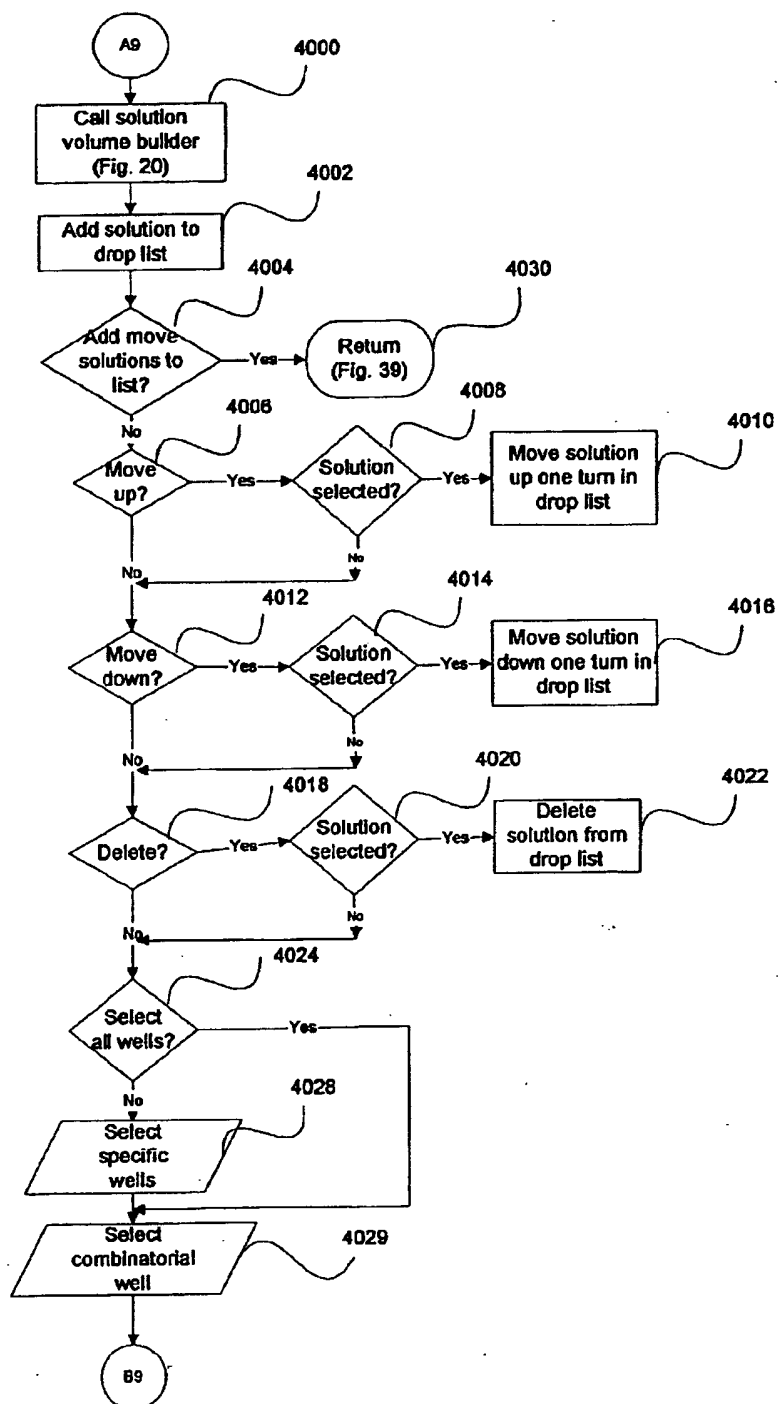 A9
4000
Call solution
volume builder
(Fig. 20)
4002
Add solution to
drop list
4004
Add move
solutions to
list?
Yes
Return
(Fig. 39)
4030
No
4006
Move
up?
Yes
Solution
selected?
4008
Yes
Move solution
up one turn in
drop list
4010
No
No
4012
Move
down?
Yes
Solution
selected?
4014
Yes
Move solution
down one turn in
drop list
4016
No
No
4018
Delete?
Yes
Solution
selected?
4020
Yes
Delete
solution from
drop list
4022
No
No
4024
Select
all wells?
Yes
No
4028
Select
specific
wells
Select
combinatorial
well
4029
B9